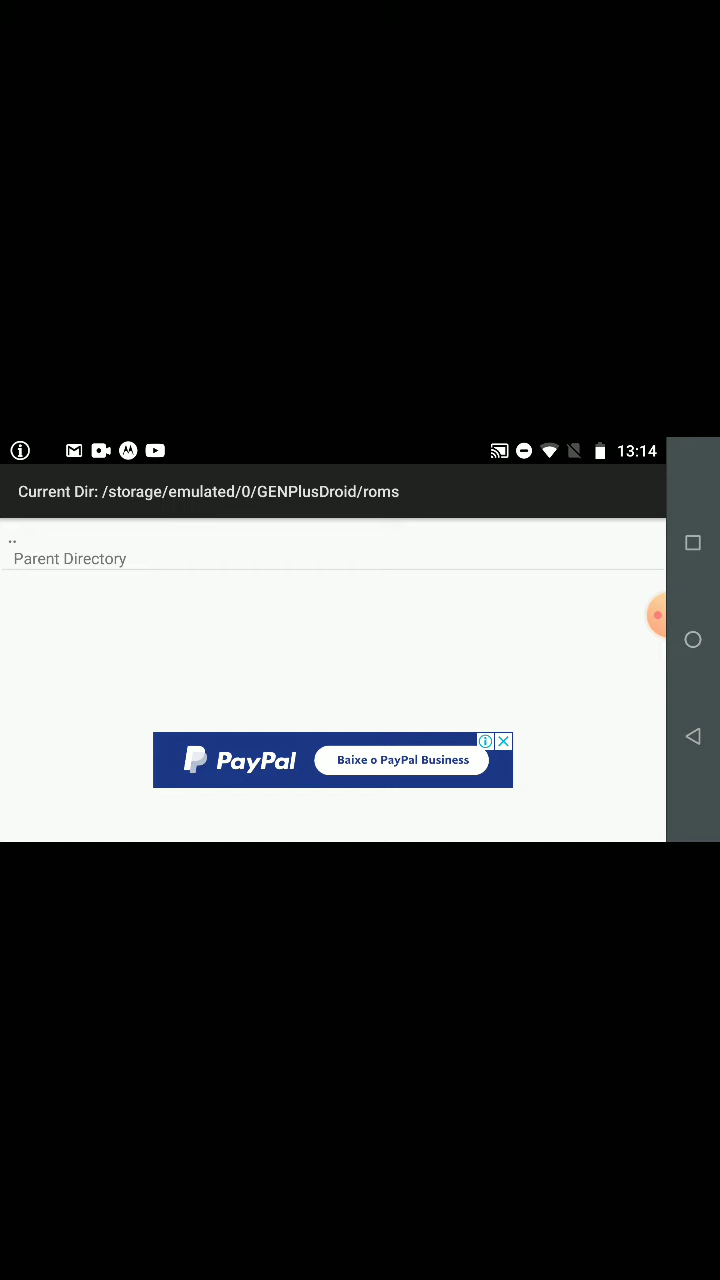 13:14
Current Dir: /storage/emulated/0/GENPlusDroid/roms
..
Parent Directory
PayPal
Baixe o PayPal Business